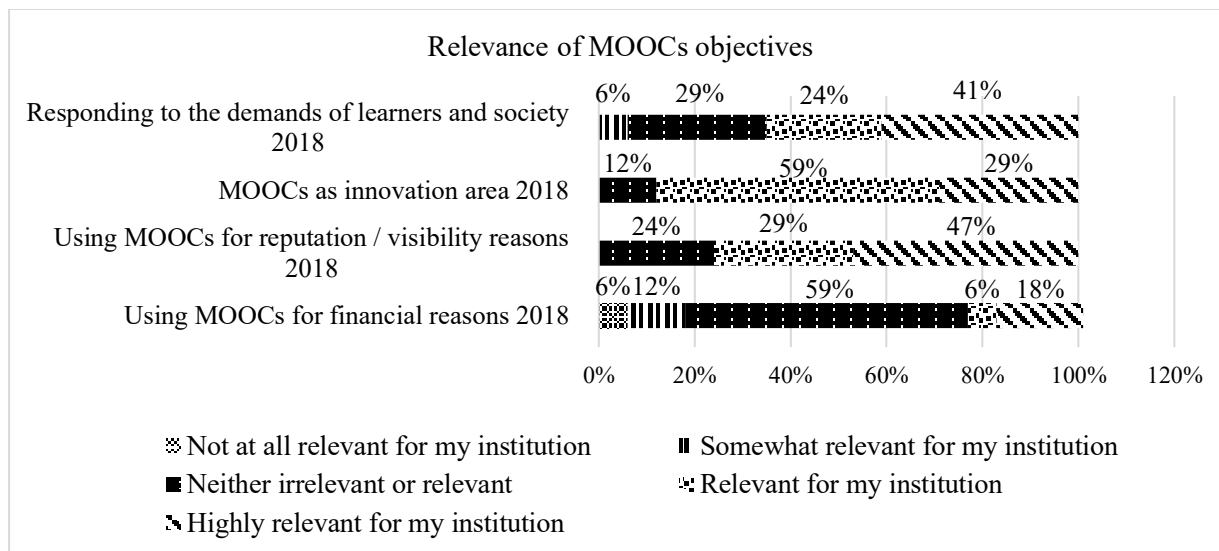 Relevance of MOOCs objectives
6% 29% 24% 41%
Responding to the demands of learners and society
2018
12% 59% 29%
MOOCs as innovation area 2018
24% 29% 47%
Using MOOCs for reputation / visibility reasons
2018
6% 12% 59% 6% 18%
Using MOOCs for financial reasons 2018
0% 20% 40% 60% 80% 100% 120%
Not at all relevant for my institution
Somewhat relevant for my institution
Neither irrelevant or relevant
Relevant for my institution
Highly relevant for my institution